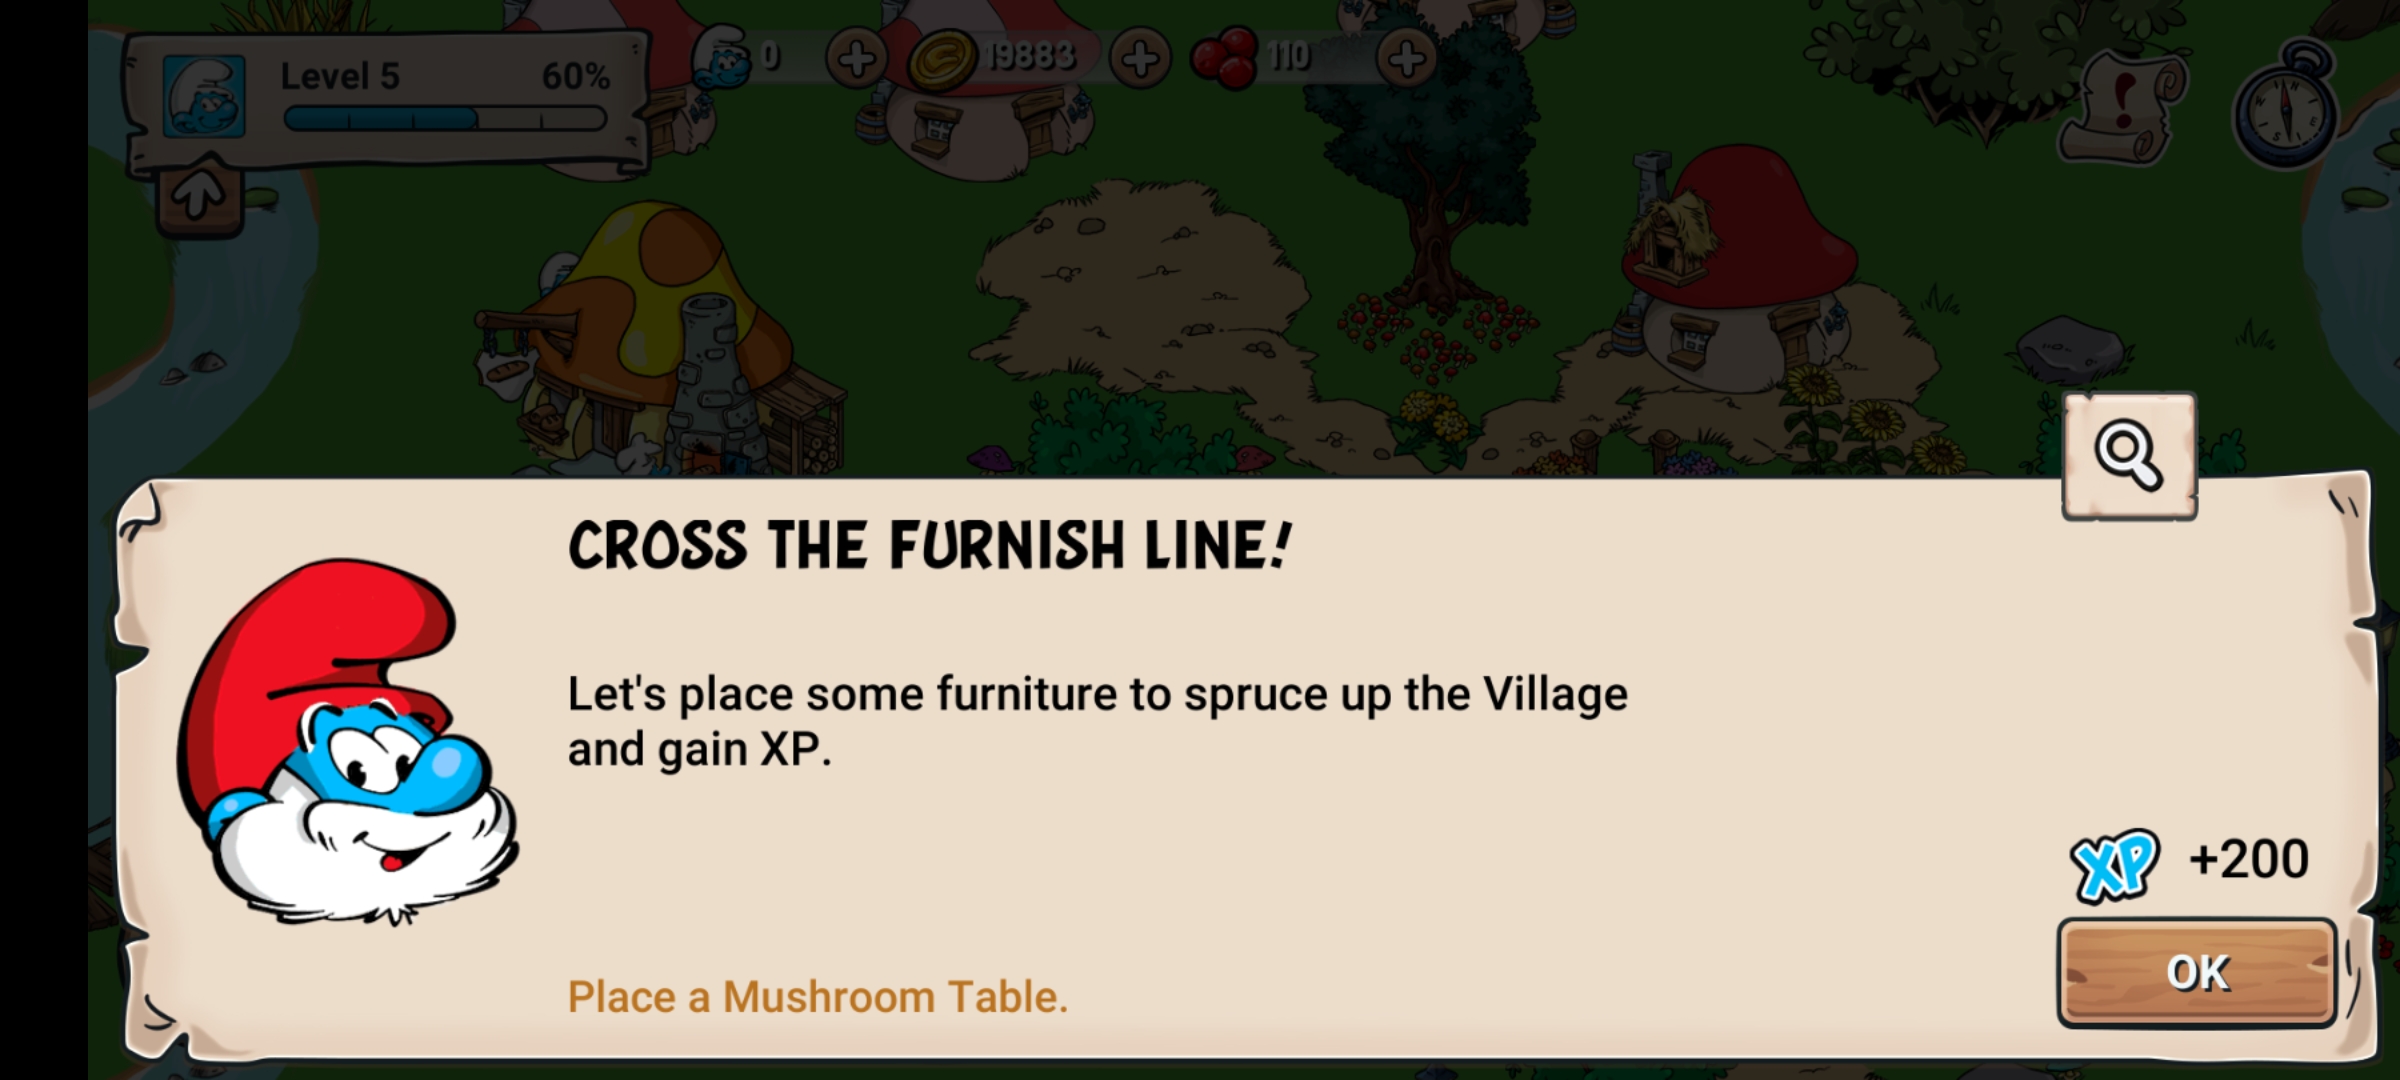 Level 5 60%
0
19883
110
CROSS THE FURNISH LINE!
Let's place some furniture to spruce up the Village
and gain XP.
XP +200
Place a Mushroom Table.
OK